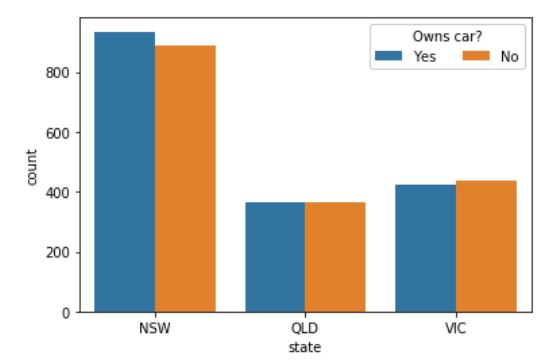 Owns car?
Yes No
800
600
400
200
0
count
NSW QLD VIC
state